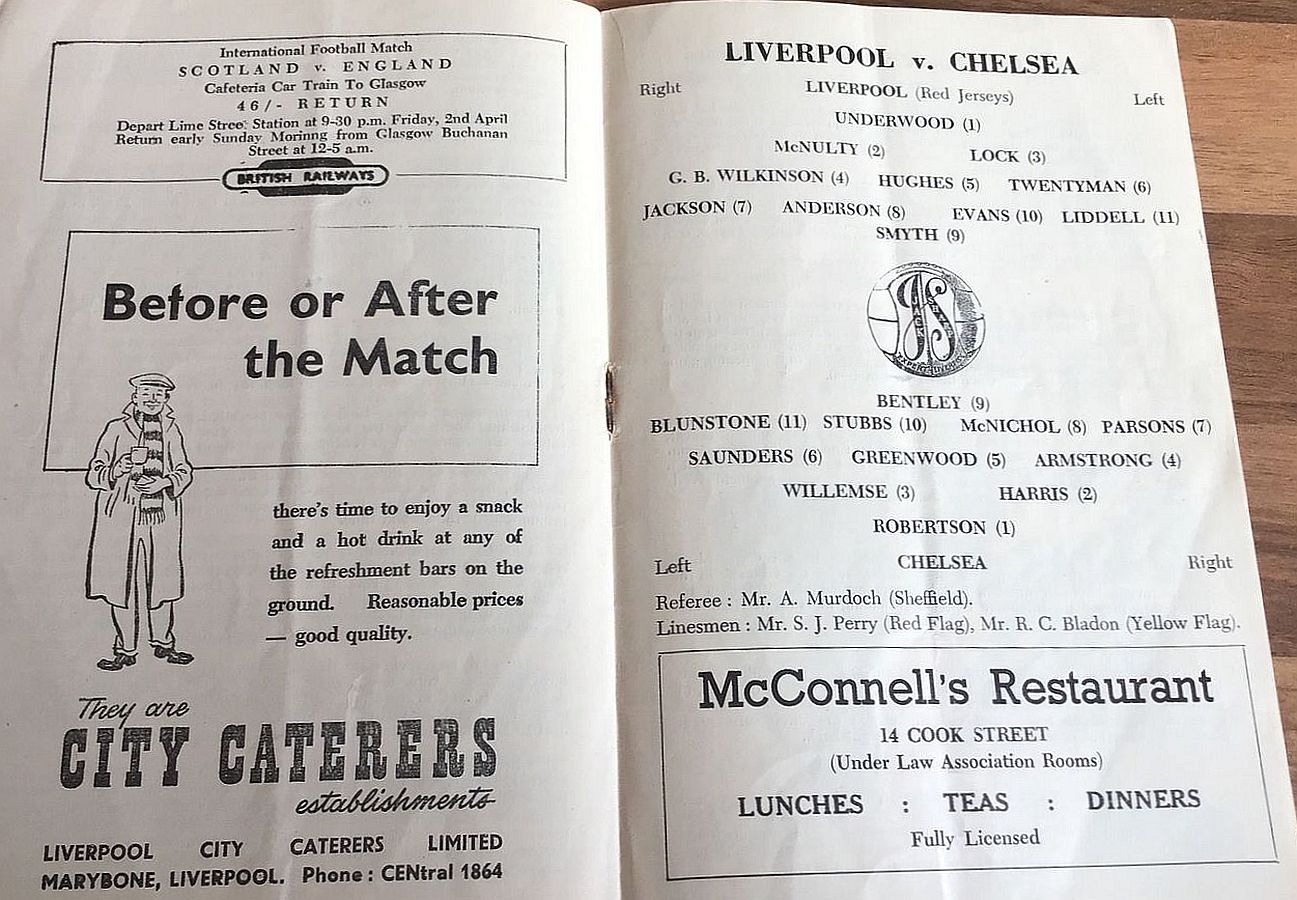 International Football Match
SCOTLAND v. ENGLAND
Cafeteria Car Train To Glasgow
46/- RETURN
Depart Lime Street Station at 9-30 p.m. Friday, 2nd April
Return early Sunday Morinng from Glasgow Buchanan
Street at 12-5 a.m.
BRITISH RAILWAYS
Before or After
the Match
there's time to enjoy a snack
and a hot drink at any of
the refreshment bars on the
ground. Reasonable prices
— good quality.
They are
CITY CATERERS
establishments
LIVERPOOL CITY CATERERS LIMITED
MARYBONE, LIVERPOOL. Phone : CENtral 1864
LIVERPOOL v. CHELSEA
Right LIVERPOOL (Red Jerseys) Left
UNDERWOOD (1)
McNULTY (2) LOCK (3)
G. B. WILKINSON (4) HUGHES (5) TWENTYMAN (6)
JACKSON (7) ANDERSON (8) EVANS (10) LIDDELL (11)
SMYTH (9)
JACK
BENTLEY (9)
BLUNSTONE (11) STUBBS (10) McNICHOL (8) PARSONS (7)
SAUNDERS (6) GREENWOOD (5) ARMSTRONG (4)
WILLEMSE (3) HARRIS (2)
ROBERTSON (1)
Left CHELSEA Right
Referee : Mr. A. Murdoch (Sheffield).
Linesmen : Mr. S. J. Perry (Red Flag), Mr. R. C. Bladon (Yellow Flag).
McConnell's Restaurant
14 COOK STREET
(Under Law Association Rooms)
LUNCHES : TEAS : DINNERS
Fully Licensed